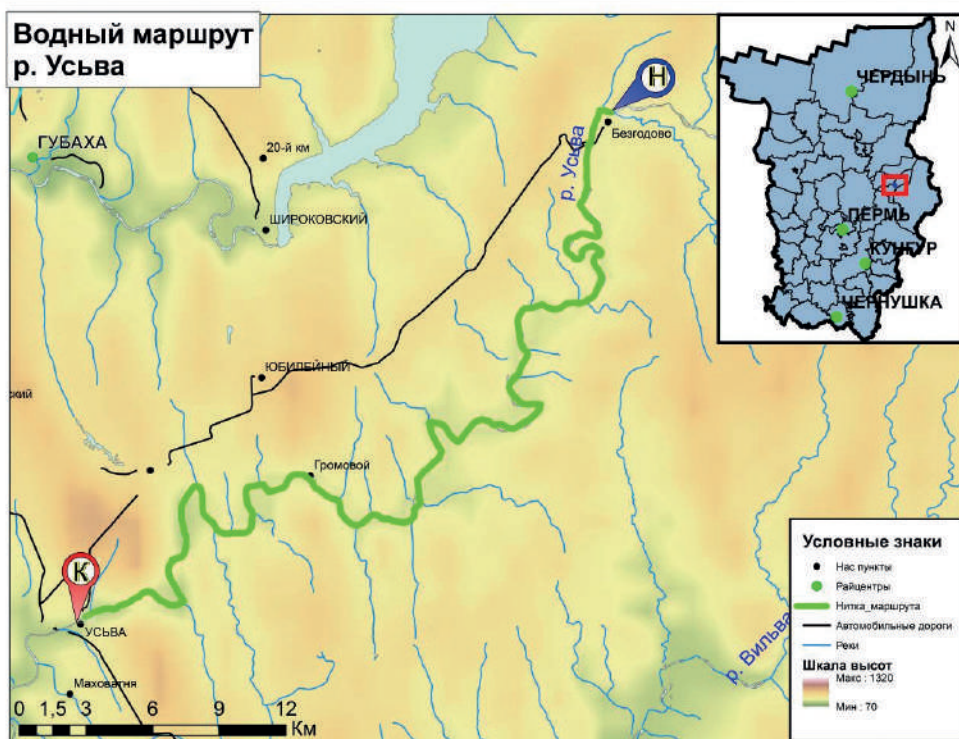 Водный маршрут
р. Усьва
Н
Безгодово
р. Усьва
ГУБАХА
20-й км
ШИРОКОВСКИЙ
ЮБИЛЕЙНЫЙ
ский
Громовой
К
УСЬВА
Маховатня
р. Вильва
0 1,5 3 6 9 12
Км
N
ЧЕРДЫНЬ
ПЕРМЬ
КУНГУР
ЧЕРНУШКА
Условные знаки
Нас пункты
Райцентры
Нитка_маршрута
Автомобильные дороги
Реки
Шкала высот
Макс : 1320
Мин : 70